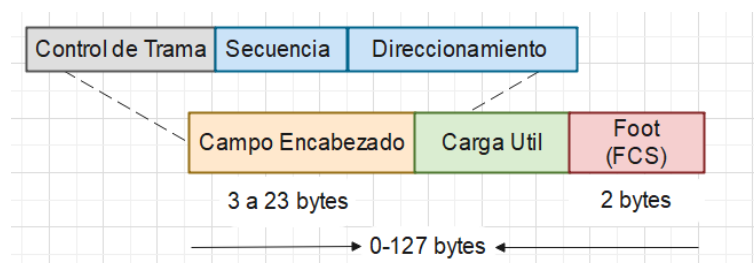 Control de Trama Secuencia Direccionamiento
Campo Encabezado Carga Util Foot
(FCS)
3 a 23 bytes 2 bytes
0-127 bytes